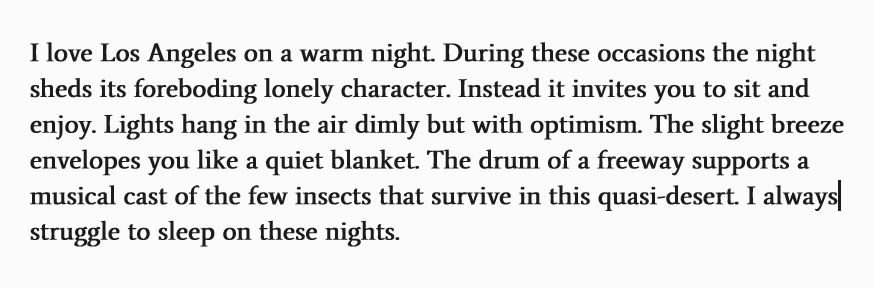 I love Los Angeles on a warm night. During these occasions the night
sheds its foreboding lonely character. Instead it invites you to sit and
enjoy. Lights hang in the air dimly but with optimism. The slight breeze
envelopes you like a quiet blanket. The drum of a freeway supports a
musical cast of the few insects that survive in this quasi-desert. I always
struggle to sleep on these nights.